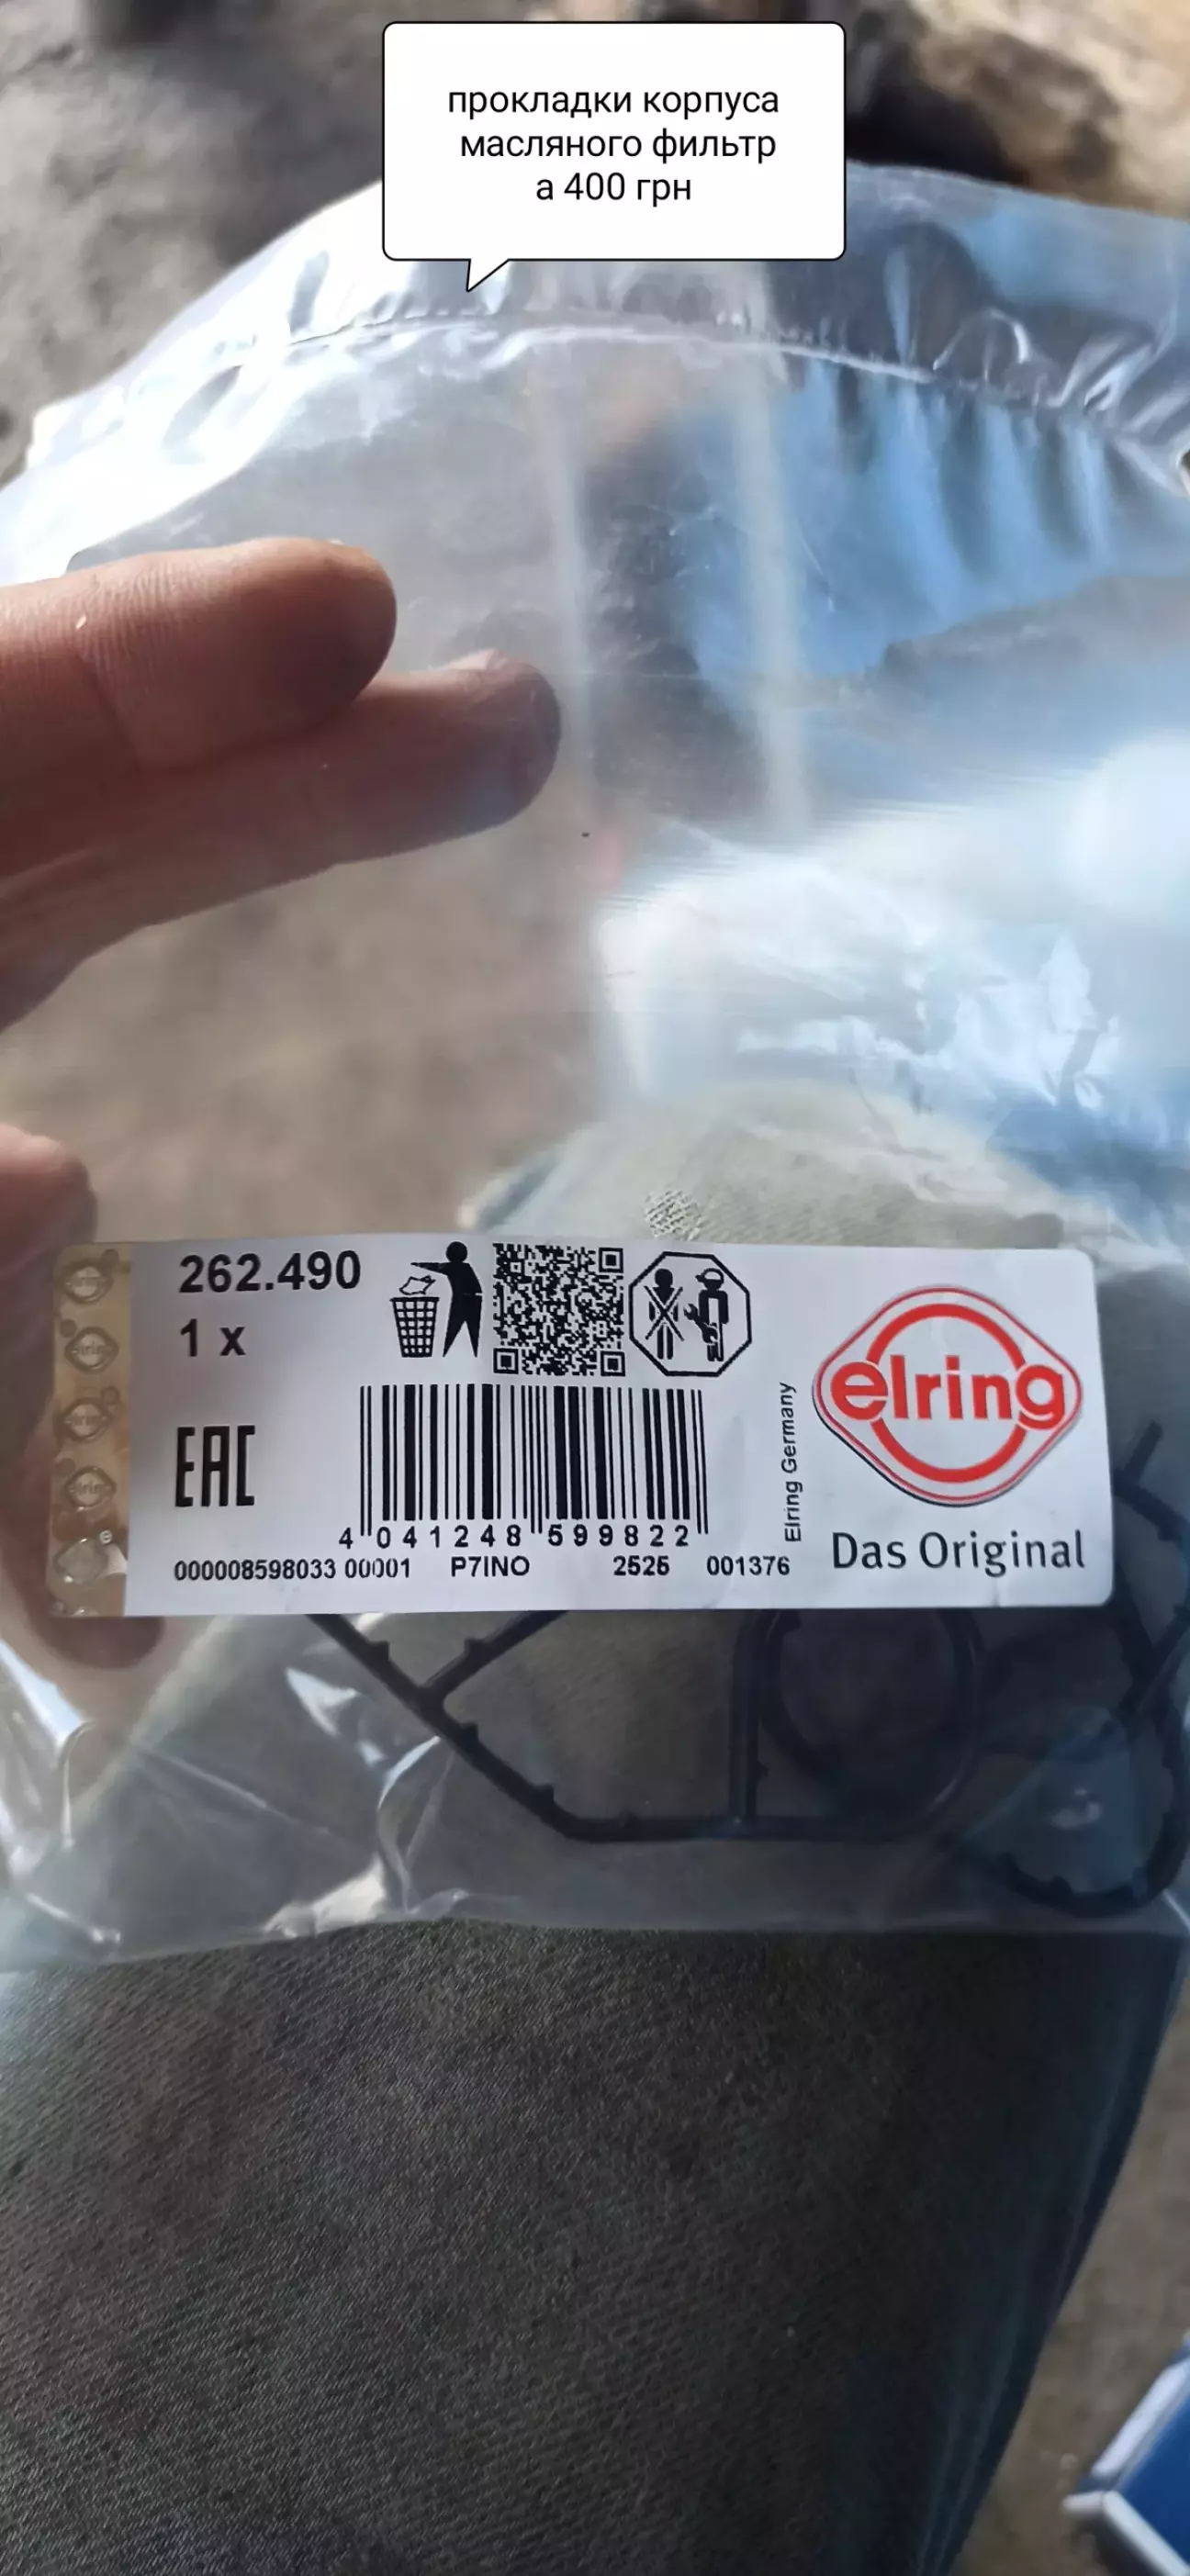 прокладки корпуса
масляного фильтр
а 400 грн
262.490
1 x
EAC
4 041248 599822
000008598033 00001 P7INO 2525 001376
Elring Germany
elring
Das Original